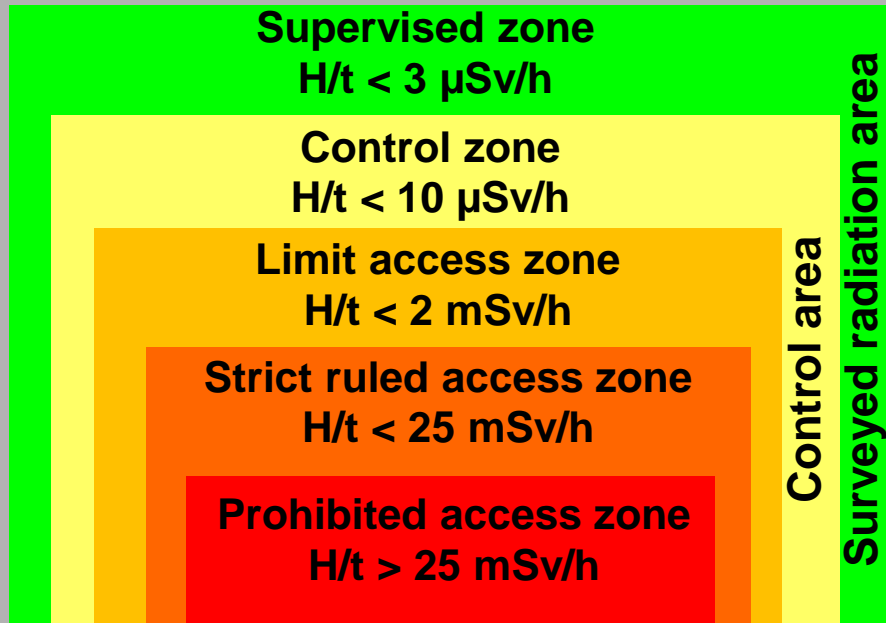 Supervised zone
H/t < 3 µSv/h
Control zone
H/t < 10 µSv/h
Limit access zone
H/t < 2 mSv/h
Strict ruled access zone
H/t < 25 mSv/h
Prohibited access zone
H/t > 25 mSv/h
Control area
Surveyed radiation area